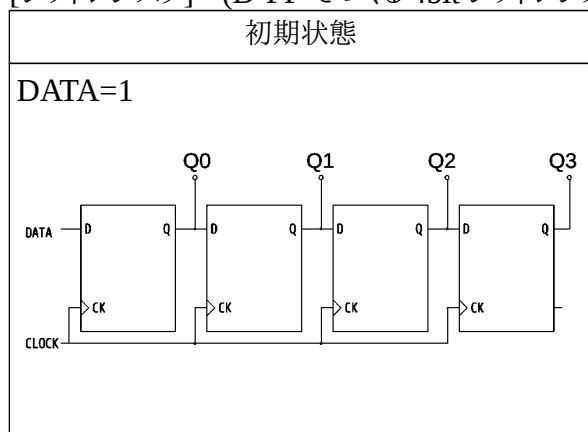 初期状態
DATA=1
Q0 Q1 Q2 Q3
DATA D Q D Q D Q D Q
CK CK CK CK
CLOCK